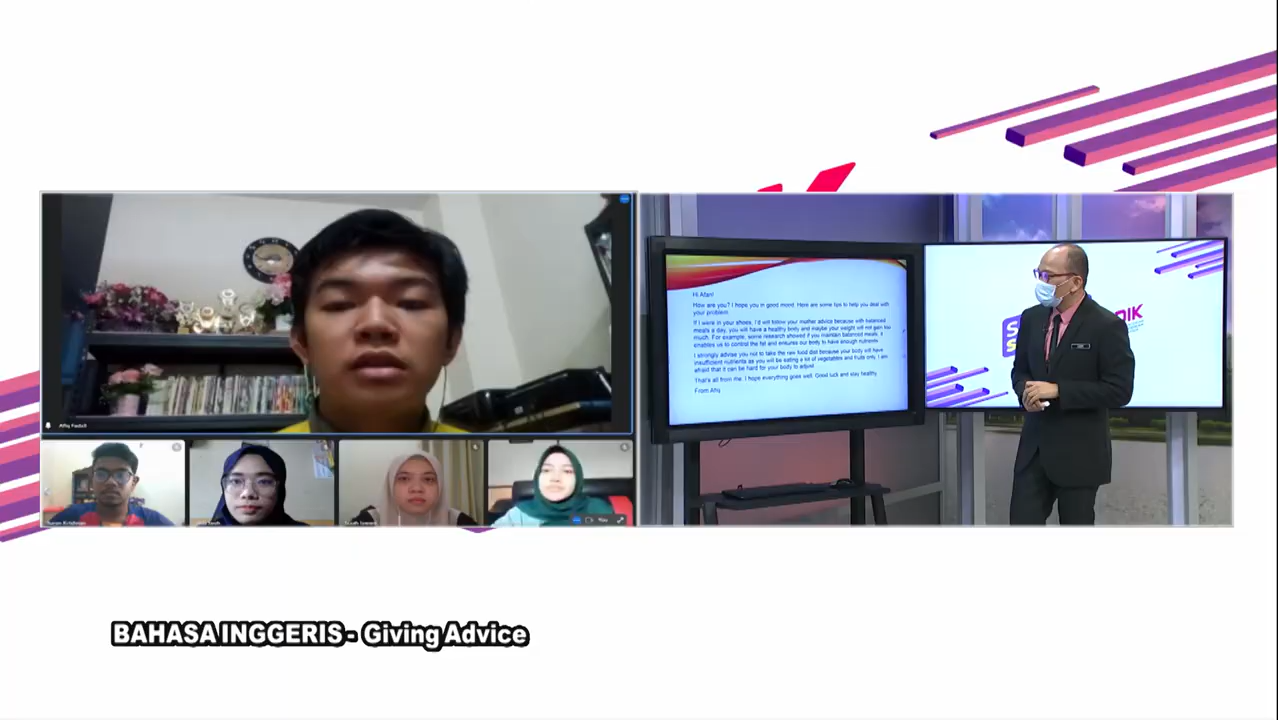 Afiq Fadzil
Hi Afan!
How are you? I hope you in good mood. Here are some tips to help you deal with
your problem.
If I were in your shoes, I'd will follow your mother advice because with balanced
meals a day, you will have a healthy body and maybe your weight will not gain too
much. For example, some research showed if you maintain balanced meals, it
enables us to control the fat and ensures our body to have enough nutrients
I strongly advise you not to take the raw food diet because your body will have
insufficient nutrients as you will be eating a lot of vegetables and fruits only. I am
afraid that it can be hard for your body to adjust
That's all from me. I hope everything goes well. Good luck and stay healthy.
From Afiq
DIK
BAHASA INGGERIS - Giving Advice